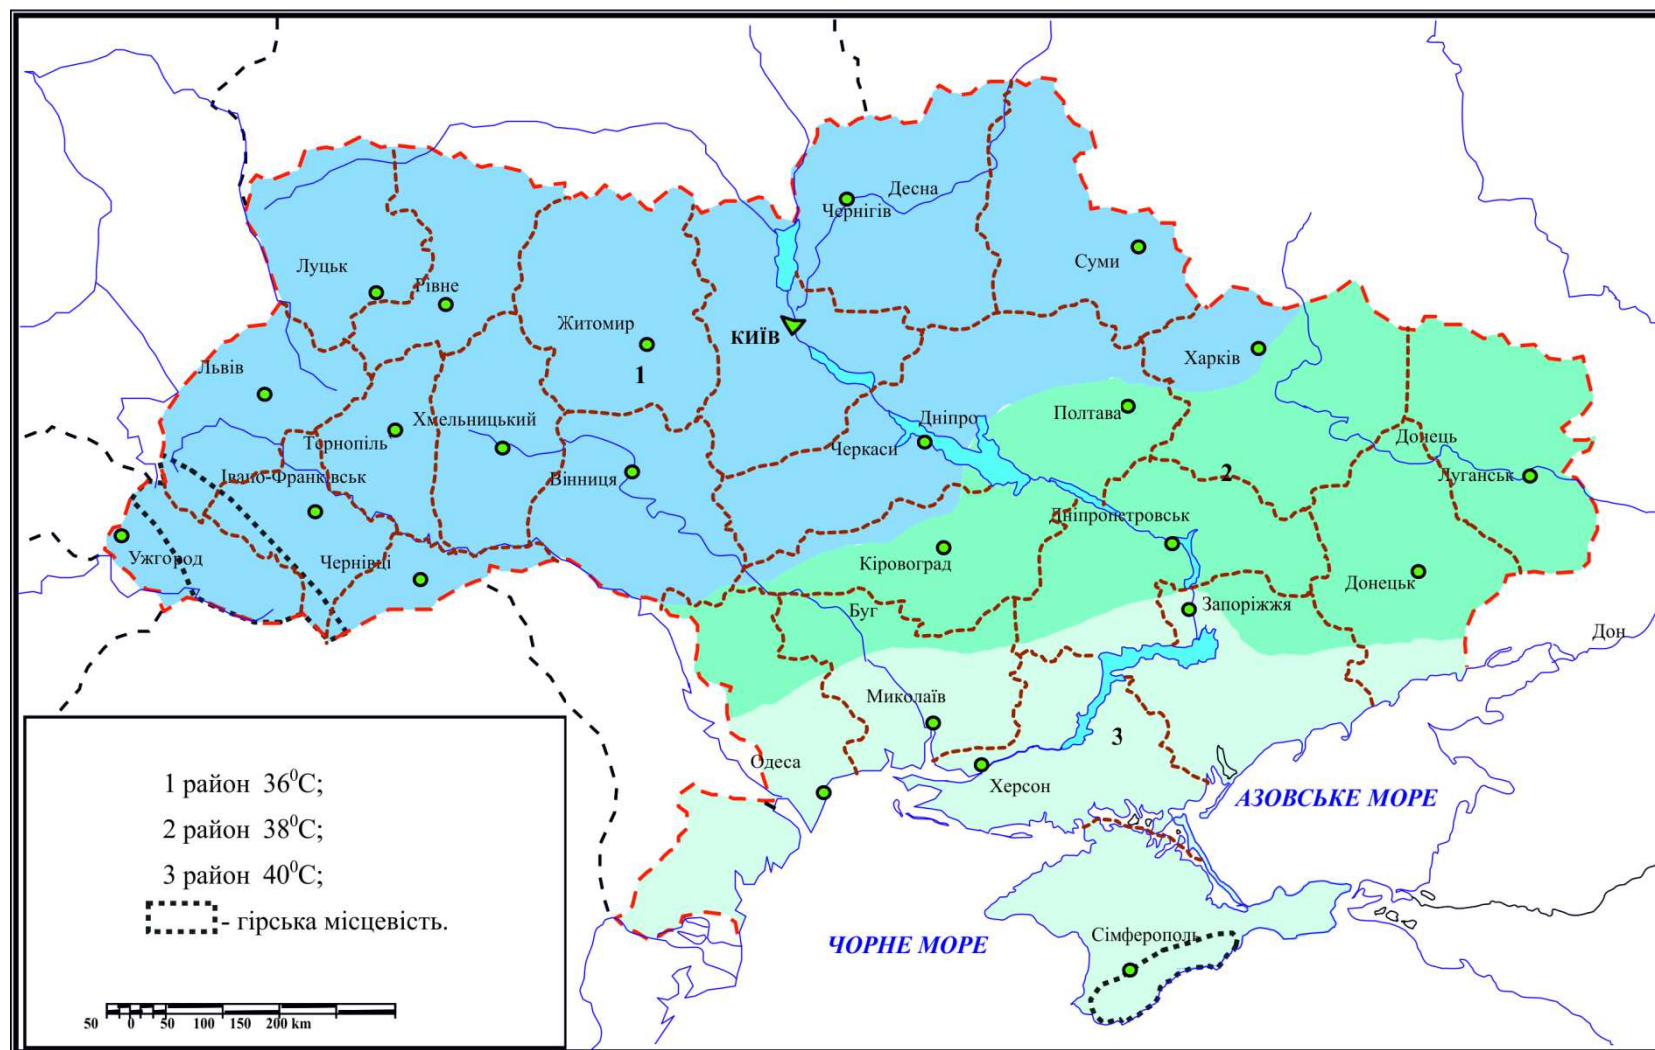 Десна
Чернігів
Суми
Луцьк
Рівне
Житомир
КИЇВ
Харків
Львів
1
Полтава
Хмельницький
Дніпро
Тернопіль
Черкаси
Донець
Івано-Франківськ
Вінниця
2
Луганськ
Дніпропетровськ
Ужгород
Чернівці
Кіровоград
Донецьк
Буг
Запоріжжя
Дон
Миколаїв
3
Одеса
Херсон
АЗОВСЬКЕ МОРЕ
1 район 36⁰С;
2 район 38⁰С;
3 район 40⁰С;
- гірська місцевість.
Сімферополь
ЧОРНЕ МОРЕ
50 0 50 100 150 200 km